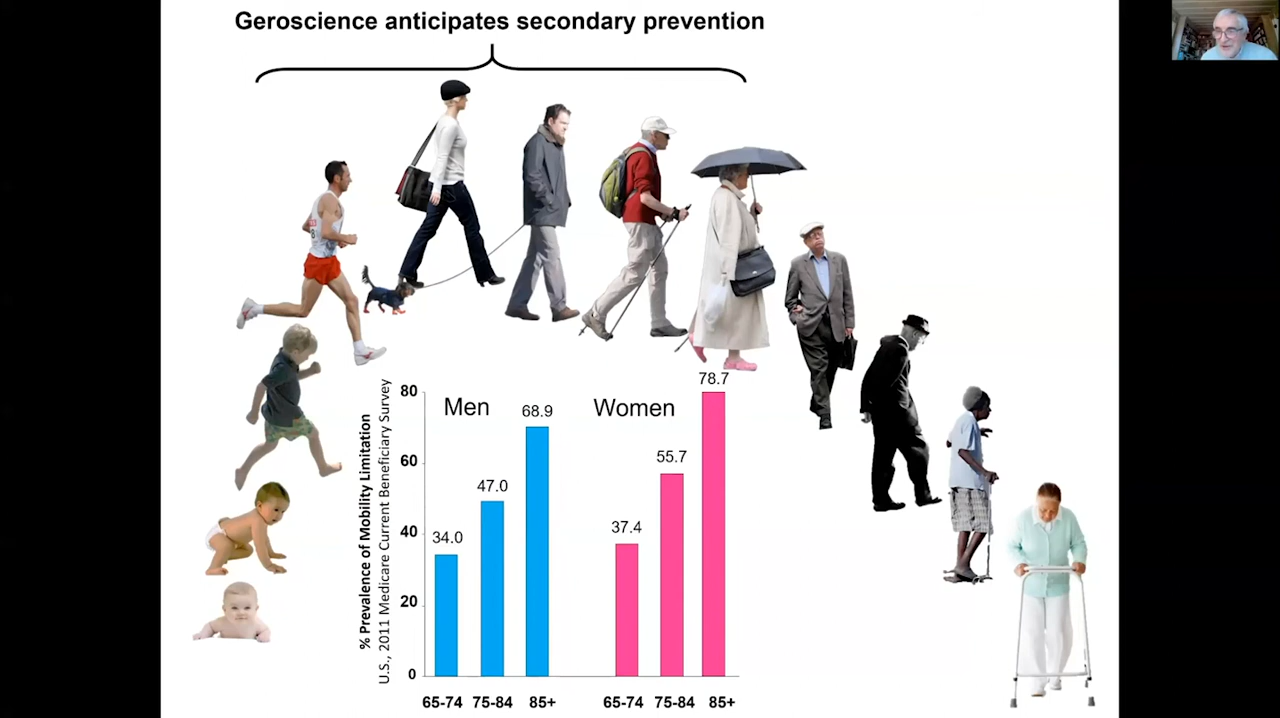 Geroscience anticipates secondary prevention
% Prevalence of Mobility Limitation
U.S., 2011 Medicare Current Beneficiary Survey
80
60
40
20
0
Men
Women
34.0
47.0
68.9
37.4
55.7
78.7
65-74 75-84 85+
65-74 75-84 85+